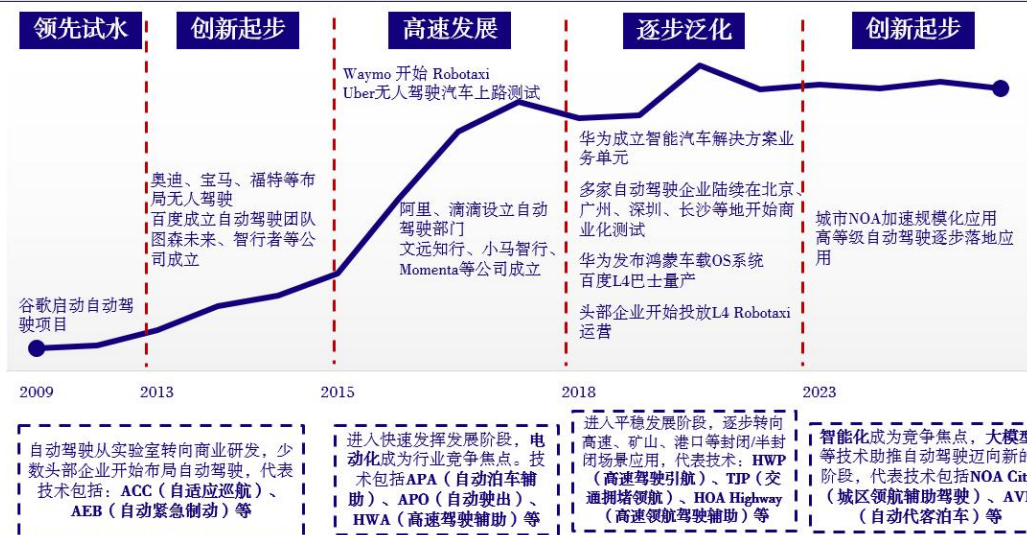 领先试水
创新起步
高速发展
逐步泛化
创新起步
谷歌启动自动驾
驶项目
奥迪、宝马、福特等布
局无人驾驶
百度成立自动驾驶团队
图森未来、智行者等公
司成立
Waymo 开始 Robotaxi
Uber无人驾驶汽车上路测试
阿里、滴滴设立自动
驾驶部门
文远知行、小马智行、
Momenta等公司成立
华为成立智能汽车解决方案业
务单元
多家自动驾驶企业陆续在北京、
广州、深圳、长沙等地开始商
业化测试
华为发布鸿蒙车载OS系统
百度L4巴士量产
头部企业开始投放L4 Robotaxi
运营
城市NOA加速规模化应用
高等级自动驾驶逐步落地应
用
2009
2013
2015
2018
2023
自动驾驶从实验室转向商业研发，少
数头部企业开始布局自动驾驶，代表
技术包括：ACC（自适应巡航）、
AEB（自动紧急制动）等
进入快速发挥发展阶段，电
动化成为行业竞争焦点。技
术包括APA（自动泊车辅
助）、APO（自动驶出）、
HWA（高速驾驶辅助）等
进入平稳发展阶段，逐步转向
高速、矿山、港口等封闭/半封
闭场景应用，代表技术：HWP
（高速驾驶引航）、TJP（交
通拥堵领航）、HOA Highway
（高速领航驾驶辅助）等
智能化成为竞争焦点，大模型
等技术助推自动驾驶迈向新的
阶段，代表技术包括NOA Cit
（城区领航辅助驾驶）、AV
（自动代客泊车）等